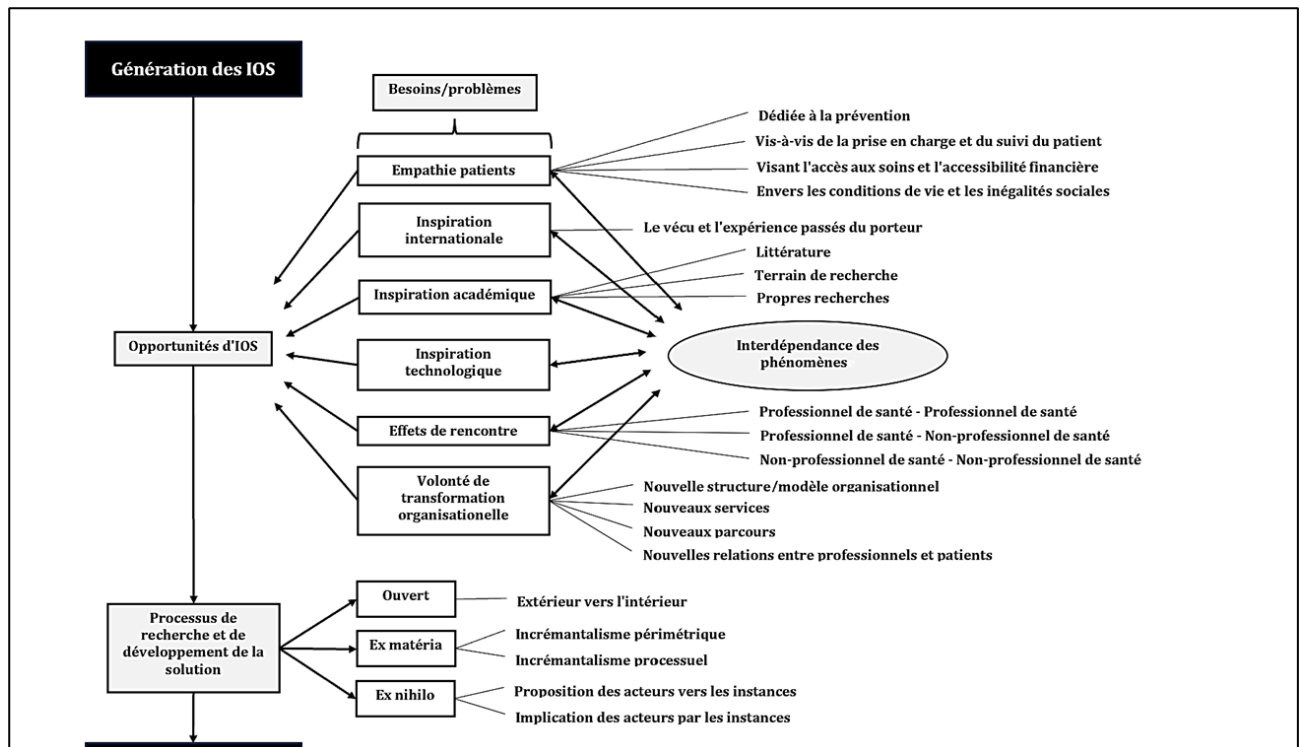 Génération des IOS
Besoins/problèmes
Empathie patients
Dédiée à la prévention
Vis-à-vis de la prise en charge et du suivi du patient
Visant l'accès aux soins et l'accessibilité financière
Envers les conditions de vie et les inégalités sociales
Inspiration
internationale
Le vécu et l'expérience passés du porteur
Inspiration académique
Littérature
Terrain de recherche
Propres recherches
Opportunités d'IOS
Inspiration
technologique
Interdépendance des
phénomènes
Effets de rencontre
Professionnel de santé - Professionnel de santé
Professionnel de santé - Non-professionnel de santé
Non-professionnel de santé - Non-professionnel de santé
Volonté de
transformation
organisationelle
Nouvelle structure/modèle organisationnel
Nouveaux services
Nouveaux parcours
Nouvelles relations entre professionnels et patients
Processus de
recherche et de
développement de la
solution
Ouvert
Extérieur vers l'intérieur
Ex matéria
Incrémantalisme périmétrique
Incrémantalisme processuel
Ex nihilo
Proposition des acteurs vers les instances
Implication des acteurs par les instances